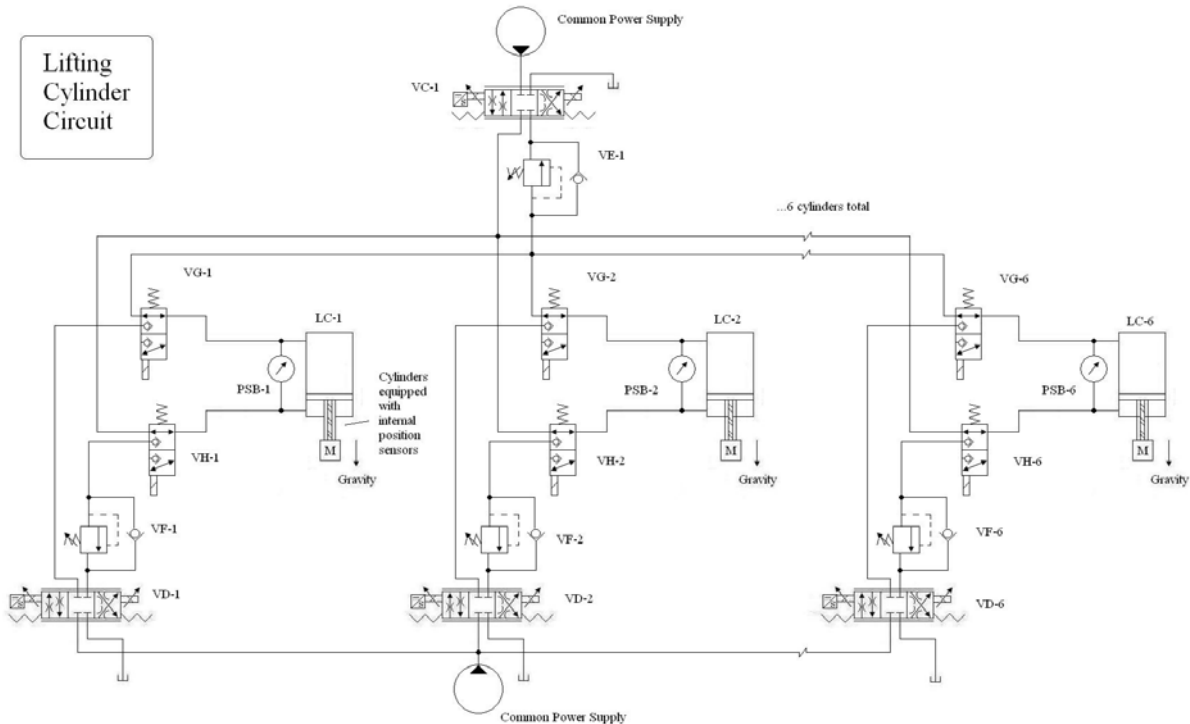 Common Power Supply
Lifting
Cylinder
Circuit
VC-1
VE-1
...6 cylinders total
VG-1
VG-2
VG-6
LC-1
LC-2
LC-6
PSB-1
Cylinders
equipped
with
internal
position
sensors
PSB-2
PSB-6
M
M
M
VH-1
VH-2
VH-6
Gravity
Gravity
Gravity
VF-1
VF-2
VF-6
VD-1
VD-2
VD-6
Common Power Supply